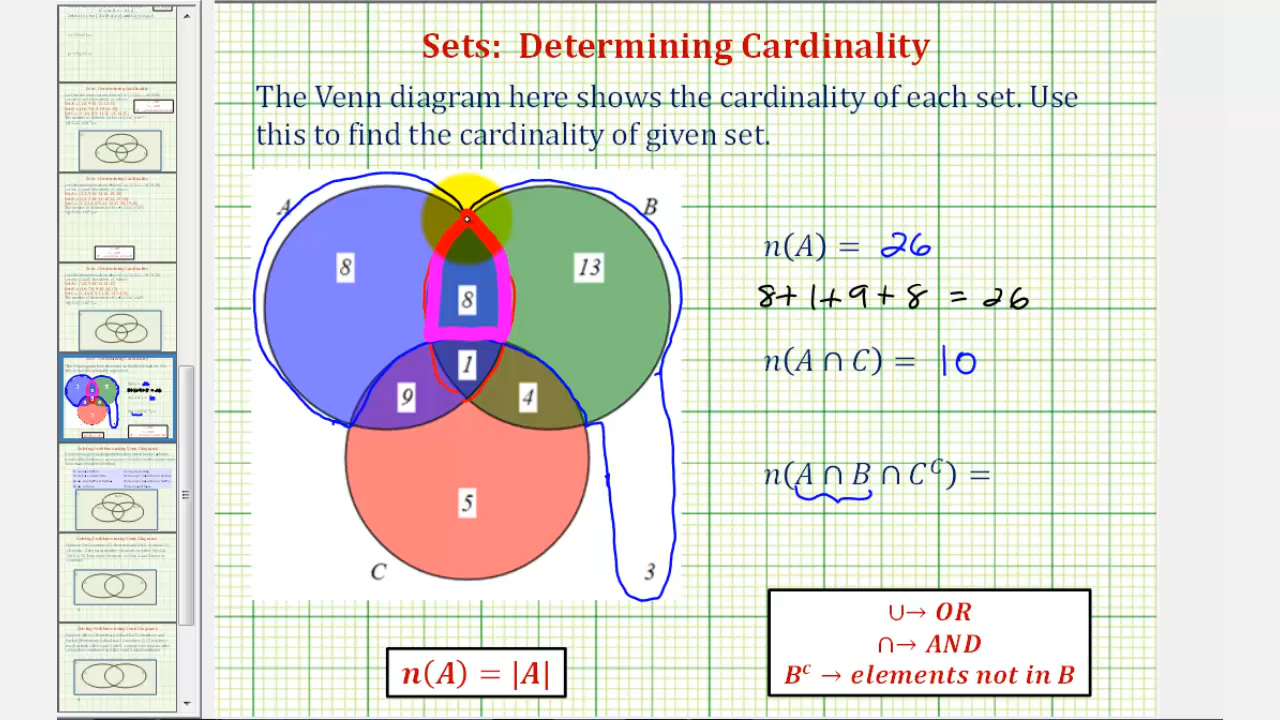 Sets: Determining Cardinality
The Venn diagram here shows the cardinality of each set. Use
this to find the cardinality of given set.
A
B
8
13
8
1
9
4
5
C
3
n(A) = 26
8+1+9+8 = 26
n(A ∩ C) = 10
n(A ∩ B ∩ Cᶜ) =
n(A) = |A|
∪→ OR
∩→ AND
Bᶜ → elements not in B